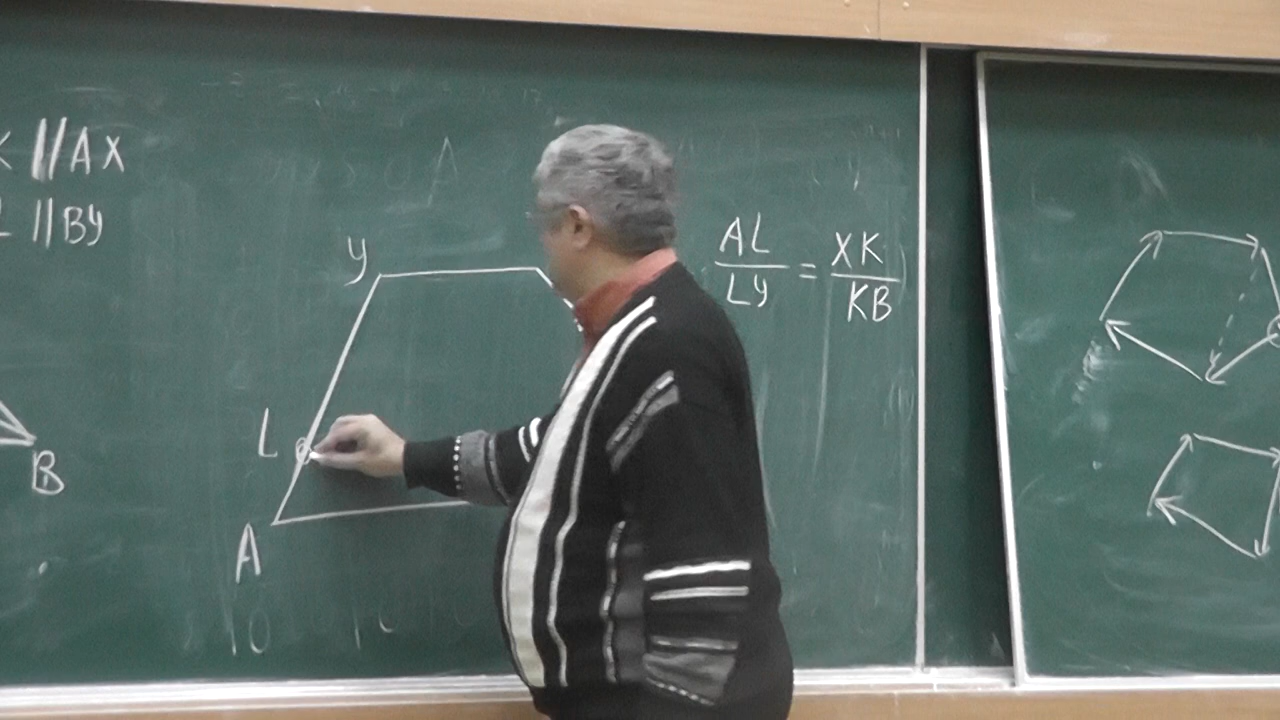 K || AX
L || BY
B
Y
L
A
AL/LY = XK/KB